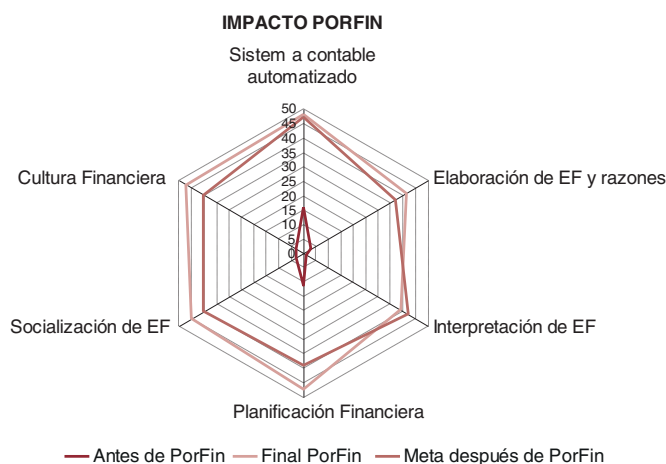 IMPACTO PORFIN
Sistem a contable
automatizado
50
45
40
35
30
25
20
15
10
5
0
Cultura Financiera
Elaboración de EF y razones
Socialización de EF
Interpretación de EF
Planificación Financiera
Antes de PorFin Final PorFin Meta después de PorFin